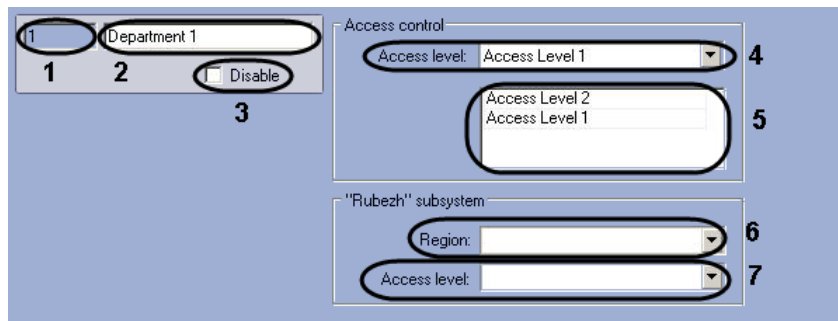 1
Department 1
1
2
Disable
3
Access control
Access level:
Access Level 1
4
Access Level 2
Access Level 1
5
"Rubezh" subsystem
Region:
6
Access level:
7